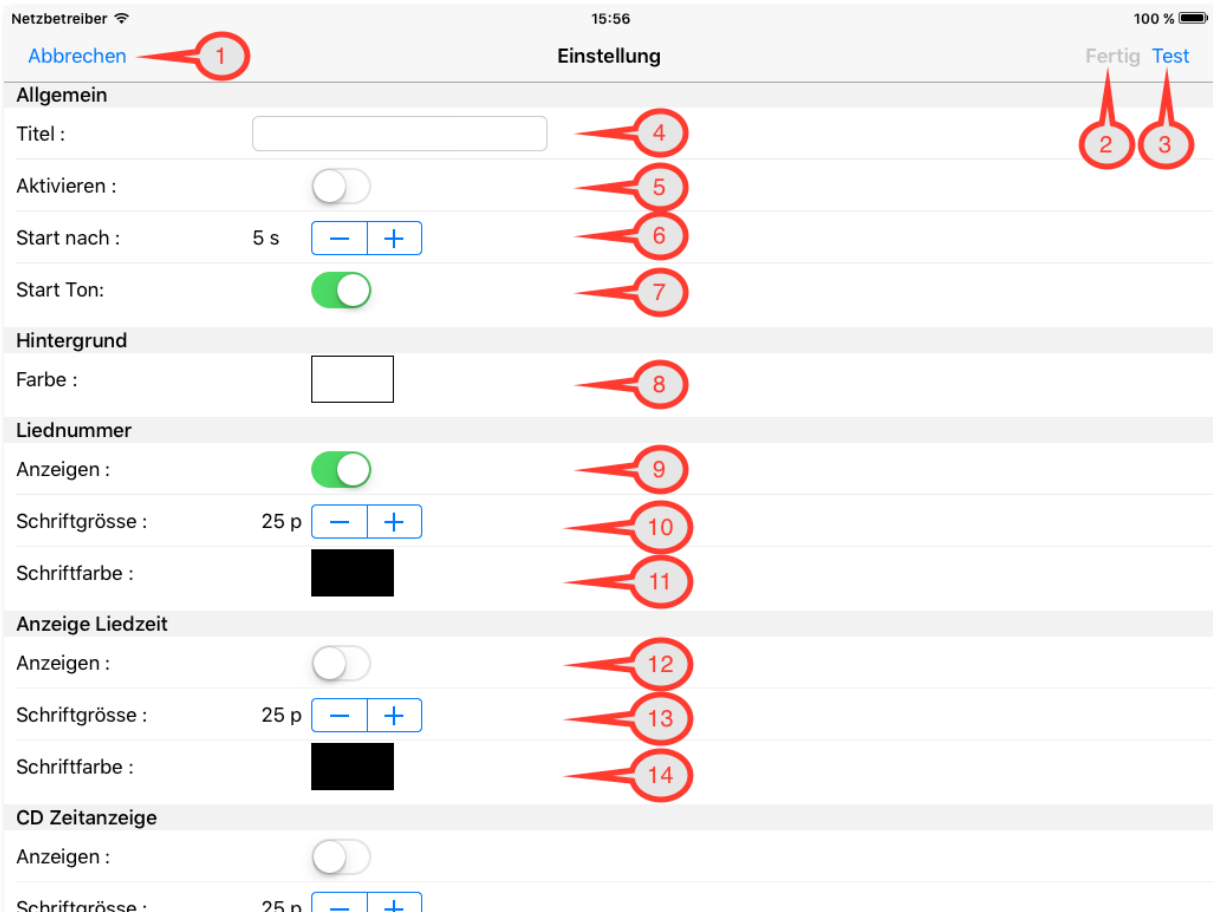 Netzbetreiber 15:56 100 %
Abbrechen 1 Einstellung Fertig Test
Allgemein
Titel : 4 2 3
Aktivieren : 5
Start nach : 5 s − + 6
Start Ton: 7
Hintergrund
Farbe : 8
Liednummer
Anzeigen : 9
Schriftgrösse : 25 p − + 10
Schriftfarbe : 11
Anzeige Liedzeit
Anzeigen : 12
Schriftgrösse : 25 p − + 13
Schriftfarbe : 14
CD Zeitanzeige
Anzeigen :
Schriftgrösse : 25 p − +